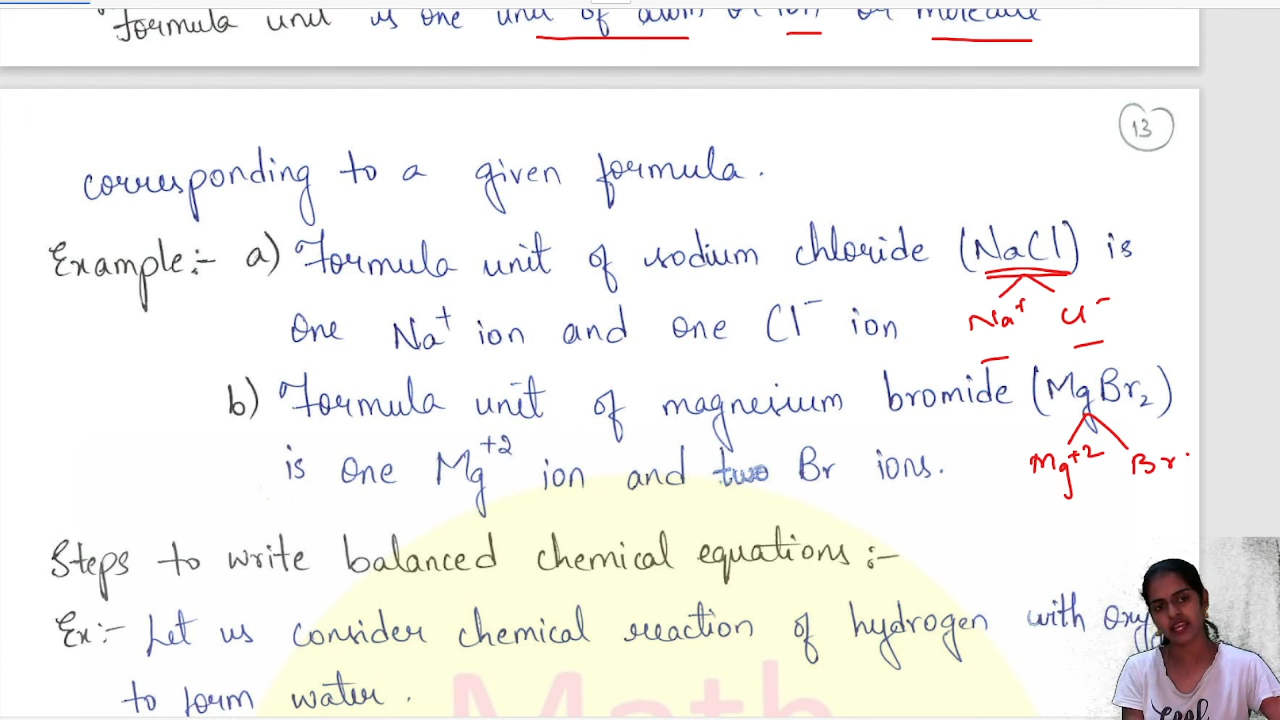 Formula unit is one unit of atom or ion or molecule
13
corresponding to a given formula.
Example:- a) Formula unit of sodium chloride (NaCl) is
one Na⁺ ion and one Cl⁻ ion
Na⁺ Cl⁻
b) Formula unit of magnesium bromide (MgBr₂)
is one Mg⁺² ion and two Br ions.
Mg⁺² Br
Steps to write balanced chemical equations:-
Ex:- Let us consider chemical reaction of hydrogen with oxy
to form water.
Math